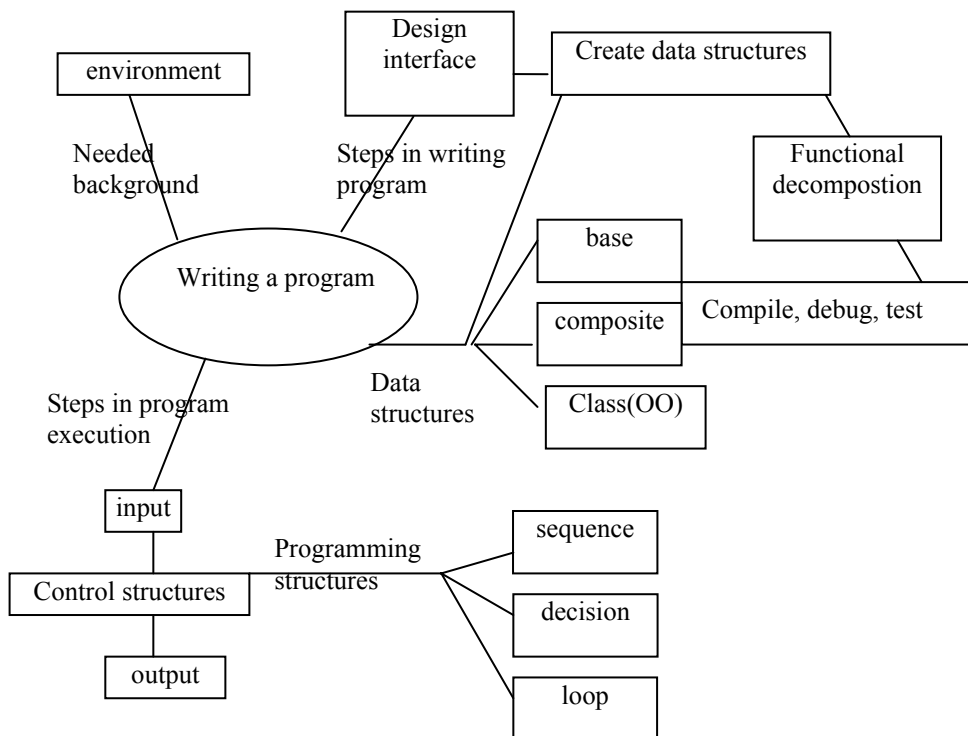 Design
interface
Create data structures
environment
Needed
background
Steps in writing
program
Functional
decompostion
base
Writing a program
composite
Compile, debug, test
Data
structures
Class(OO)
Steps in program
execution
input
Programming
structures
sequence
Control structures
decision
output
loop